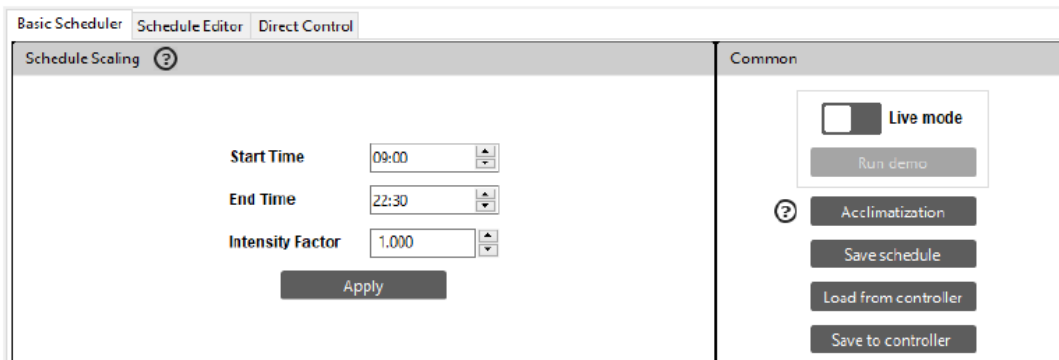 Basic Scheduler Schedule Editor Direct Control
Schedule Scaling ?
Start Time 09:00
End Time 22:30
Intensity Factor 1.000
Apply
Common
Live mode
Run demo
? Acclimatization
Save schedule
Load from controller
Save to controller